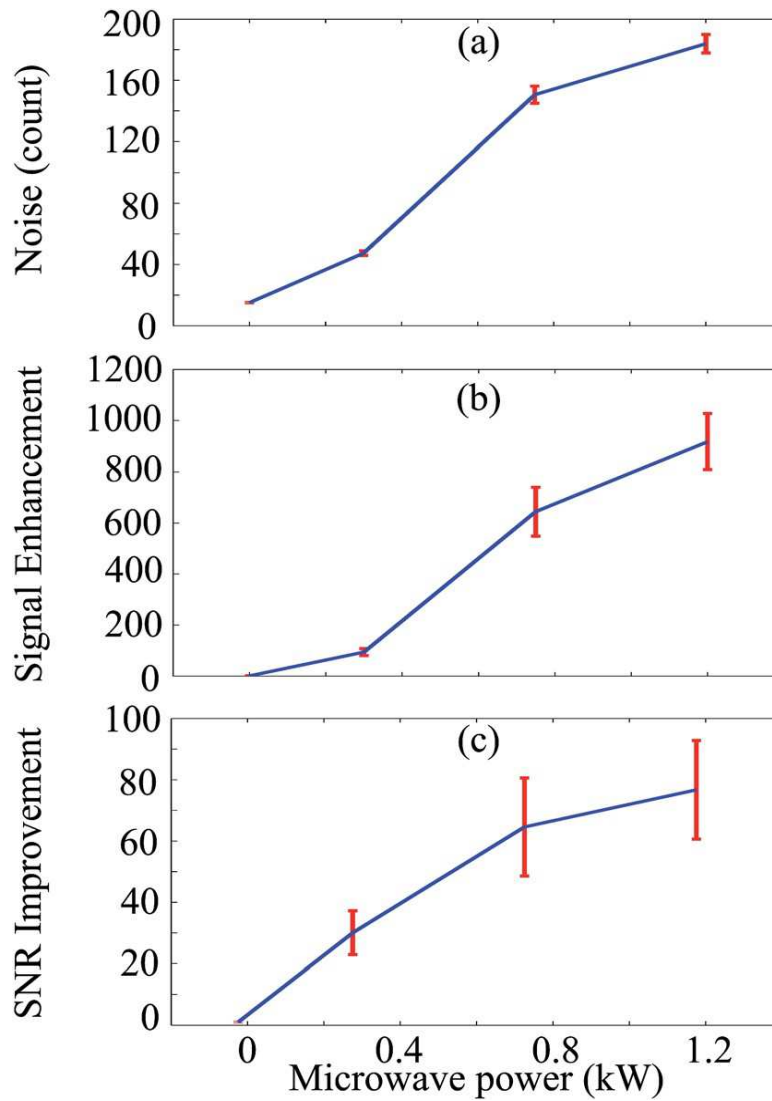 (a)
Noise (count)
200
160
120
80
40
0
(b)
Signal Enhancement
1200
1000
800
600
400
200
0
(c)
SNR Improvement
100
80
60
40
20
0
0 0.4 0.8 1.2
Microwave power (kW)